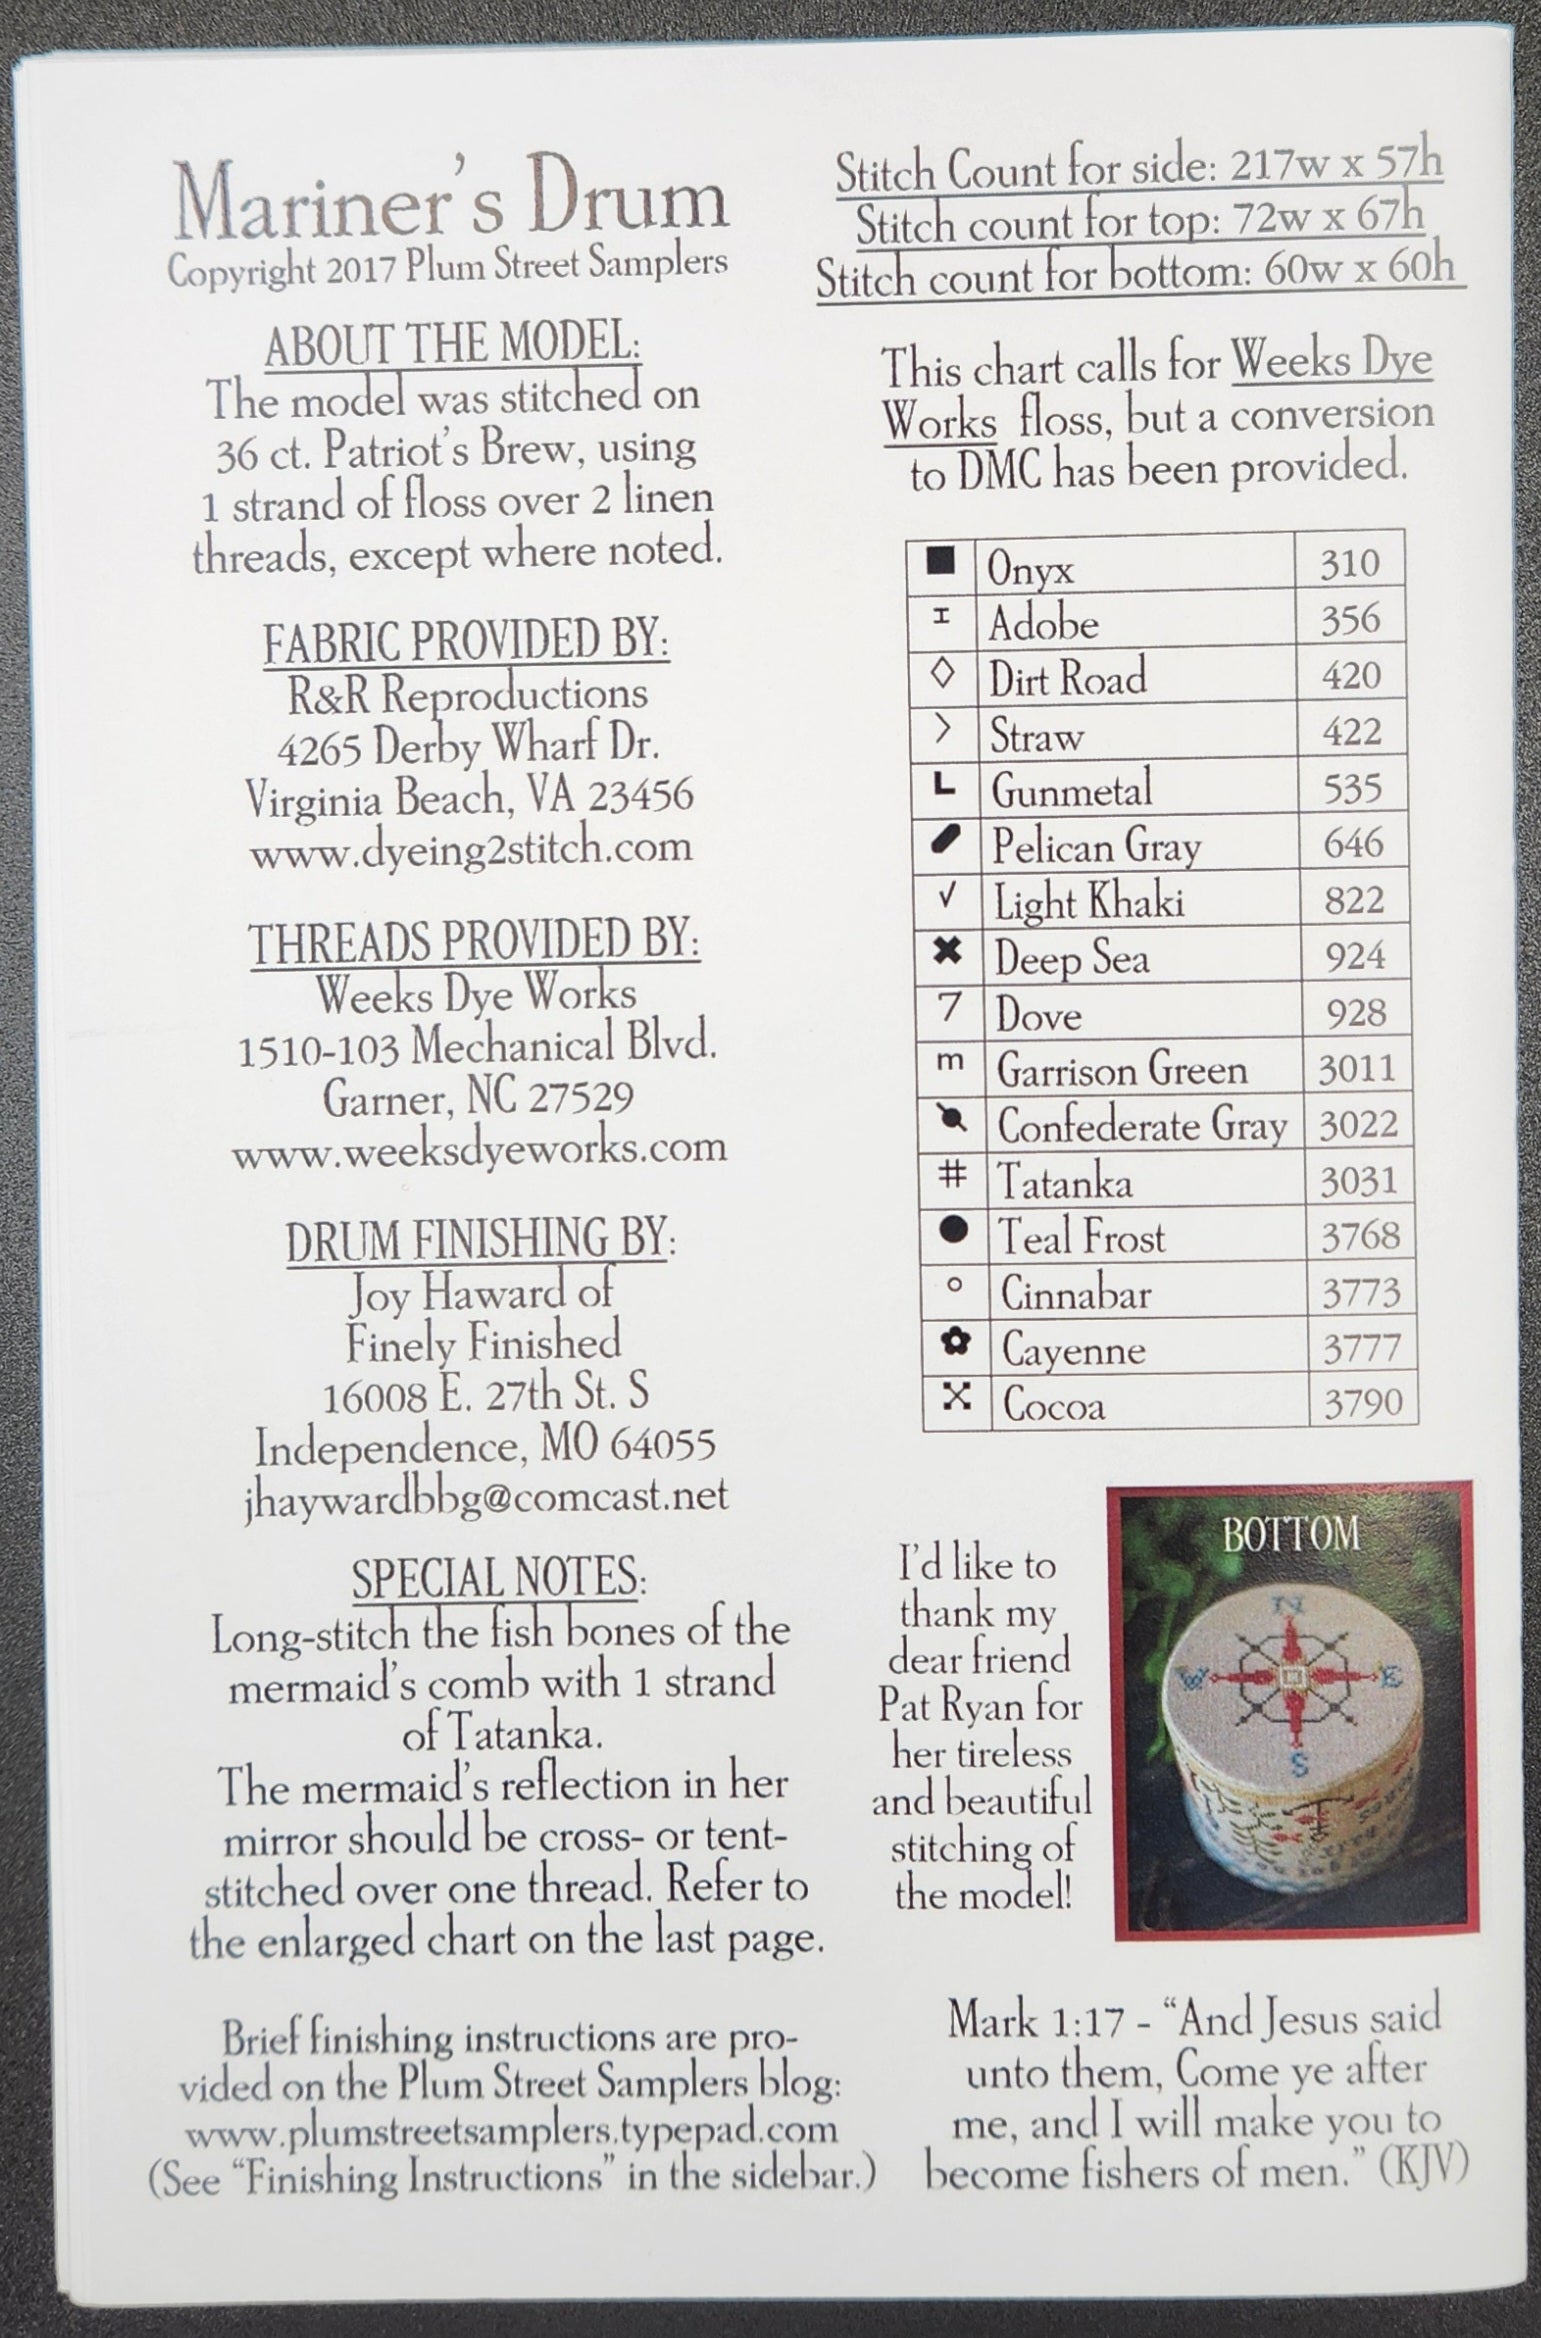 Mariner's Drum
Copyright 2017 Plum Street Samplers
ABOUT THE MODEL:
The model was stitched on
36 ct. Patriot's Brew, using
1 strand of floss over 2 linen
threads, except where noted.
FABRIC PROVIDED BY:
R&R Reproductions
4265 Derby Wharf Dr.
Virginia Beach, VA 23456
www.dyeing2stitch.com
THREADS PROVIDED BY:
Weeks Dye Works
1510-103 Mechanical Blvd.
Garner, NC 27529
www.weeksdyeworks.com
DRUM FINISHING BY:
Joy Haward of
Finely Finished
16008 E. 27th St. S
Independence, MO 64055
jhaywardbbg@comcast.net
SPECIAL NOTES:
Long-stitch the fish bones of the
mermaid's comb with 1 strand
of Tatanka.
The mermaid's reflection in her
mirror should be cross- or tent-
stitched over one thread. Refer to
the enlarged chart on the last page.
Brief finishing instructions are pro-
vided on the Plum Street Samplers blog:
www.plumstreetsamplers.typepad.com
(See "Finishing Instructions" in the sidebar.)
Stitch Count for side: 217w x 57h
Stitch count for top: 72w x 67h
Stitch count for bottom: 60w x 60h
This chart calls for Weeks Dye
Works floss, but a conversion
to DMC has been provided.
■ Onyx 310
I Adobe 356
◇ Dirt Road 420
> Straw 422
L Gunmetal 535
Pelican Gray 646
√ Light Khaki 822
✖ Deep Sea 924
7 Dove 928
m Garrison Green 3011
Confederate Gray 3022
# Tatanka 3031
● Teal Frost 3768
○ Cinnabar 3773
✿ Cayenne 3777
Cocoa 3790
I'd like to
thank my
dear friend
Pat Ryan for
her tireless
and beautiful
stitching of
the model!
BOTTOM
N
W E
S
Mark 1:17 - "And Jesus said
unto them, Come ye after
me, and I will make you to
become fishers of men." (KJV)